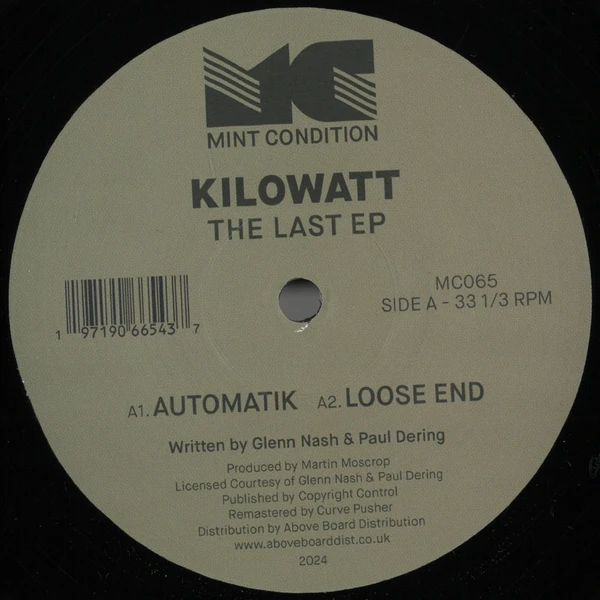 MC
MINT CONDITION
KILOWATT
THE LAST EP
MC065
SIDE A - 33 1/3 RPM
1 97190 66543 7
A1. AUTOMATIK A2. LOOSE END
Written by Glenn Nash & Paul Dering
Produced by Martin Moscrop
Licensed Courtesy of Glenn Nash & Paul Dering
Published by Copyright Control
Remastered by Curve Pusher
Distribution by Above Board Distribution
www.aboveboarddist.co.uk
2024